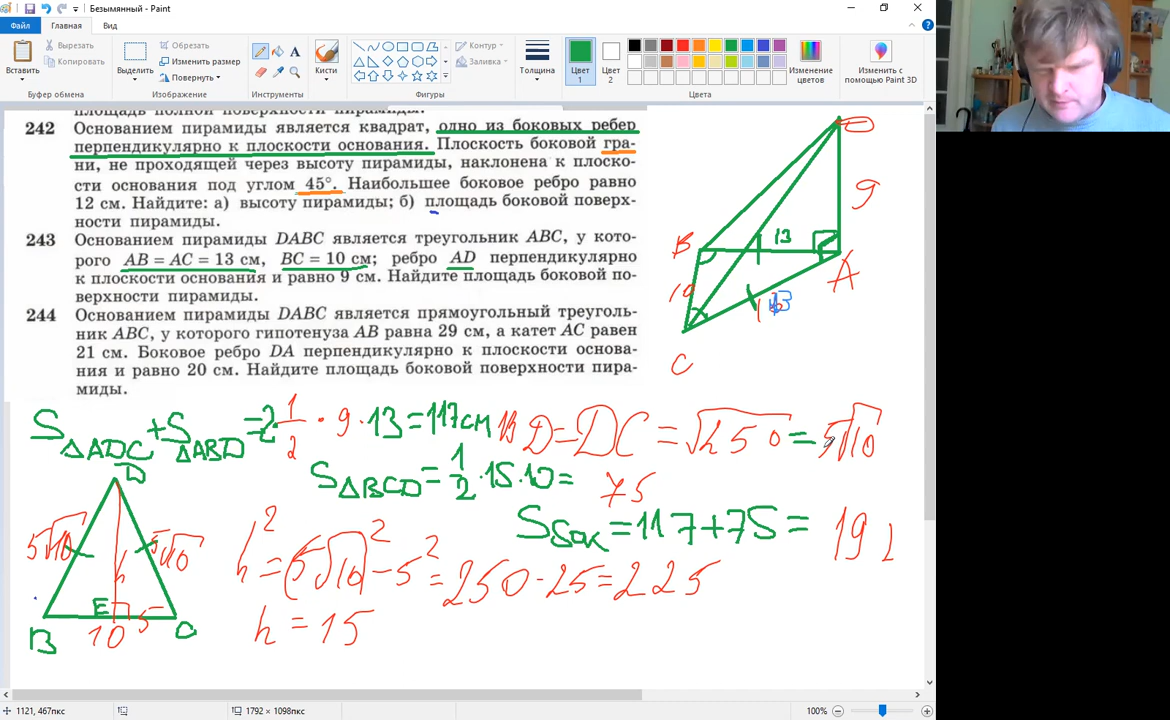 Безымянный - Paint
Файл
Главная
Вид
Вставить
Вырезать
Копировать
Буфер обмена
Выделить
Обрезать
Изменить размер
Повернуть
Изображение
A
Инструменты
Кисти
Контур
Заливка
Фигуры
Толщина
Цвет 1
Цвет 2
Изменение цветов
Цвета
Изменить с помощью Paint 3D
площадь полной поверхности пирамиды.
242 Основанием пирамиды является квадрат, одно из боковых ребер
перпендикулярно к плоскости основания. Плоскость боковой гра-
ни, не проходящей через высоту пирамиды, наклонена к плоско-
сти основания под углом 45°. Наибольшее боковое ребро равно
12 см. Найдите: а) высоту пирамиды; б) площадь боковой поверх-
ности пирамиды.
243 Основанием пирамиды DABC является треугольник ABC, у кото-
рого AB = AC = 13 см, BC = 10 см; ребро AD перпендикулярно
к плоскости основания и равно 9 см. Найдите площадь боковой по-
верхности пирамиды.
244 Основанием пирамиды DABC является прямоугольный треуголь-
ник ABC, у которого гипотенуза AB равна 29 см, а катет AC равен
21 см. Боковое ребро DA перпендикулярно к плоскости основа-
ния и равно 20 см. Найдите площадь боковой поверхности пира-
миды.
D
9
B
13
A
10
13
C
S△ADC + S△ABD = 2 1/2 · 9 · 13 = 117 см
BD = DC = √250 = 5√10
S△BCD = 1/2 · 15 · 10 = 75
Sбок = 117 + 75 = 192
D
5√10
5√10
h
E
5
B
10
C
h² = (5√10)² - 5² = 250 - 25 = 225
h = 15
1121, 467пкс
1792 × 1098пкс
100%